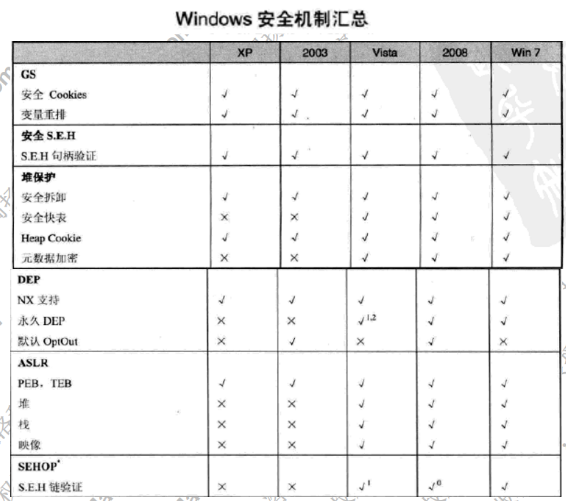 Windows 安全机制汇总
XP 2003 Vista 2008 Win 7
GS
安全 Cookies √ √ √ √ √
变量重排 √ √ √ √ √
安全 S.E.H
S.E.H 句柄验证 √ √ √ √ √
堆保护
安全拆卸 √ √ √ √ √
安全快表 × × √ √ √
Heap Cookie √ √ √ √ √
元数据加密 × × √ √ √
DEP
NX 支持 √ √ √ √ √
永久 DEP × × √1,2 √ √
默认 OptOut × √ × √ ×
ASLR
PEB，TEB √ √ √ √ √
堆 × × √ √ √
栈 × × √ √ √
映像 × × √ √ √
SEHOP*
S.E.H 链验证 × × √1 √0 √